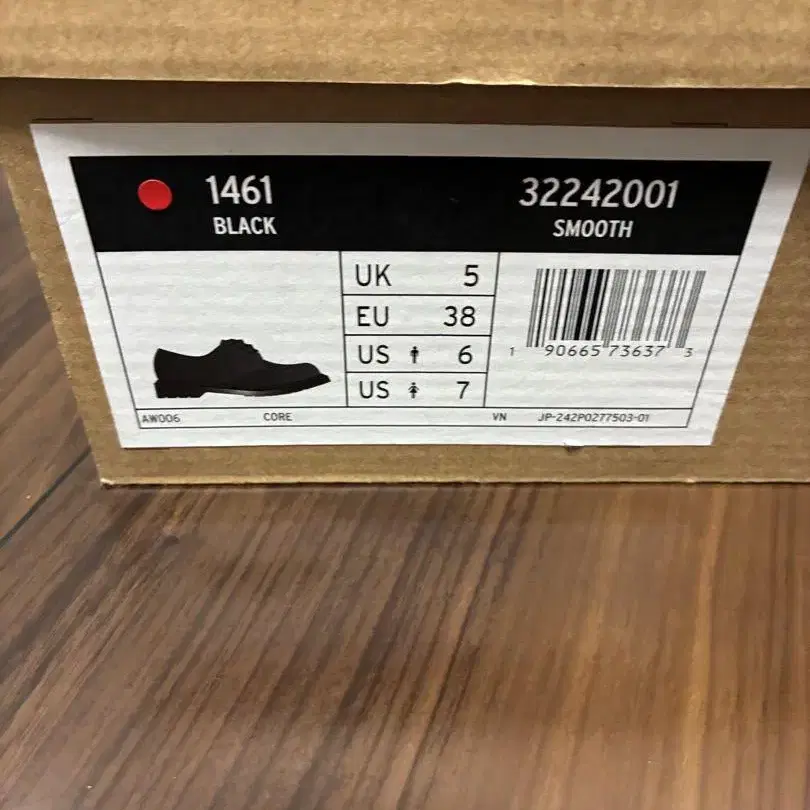 1461
BLACK
32242001
SMOOTH
UK 5
EU 38
US 6
US 7
1 90665 73637 3
AW006 CORE VN JP-242P0277503-01